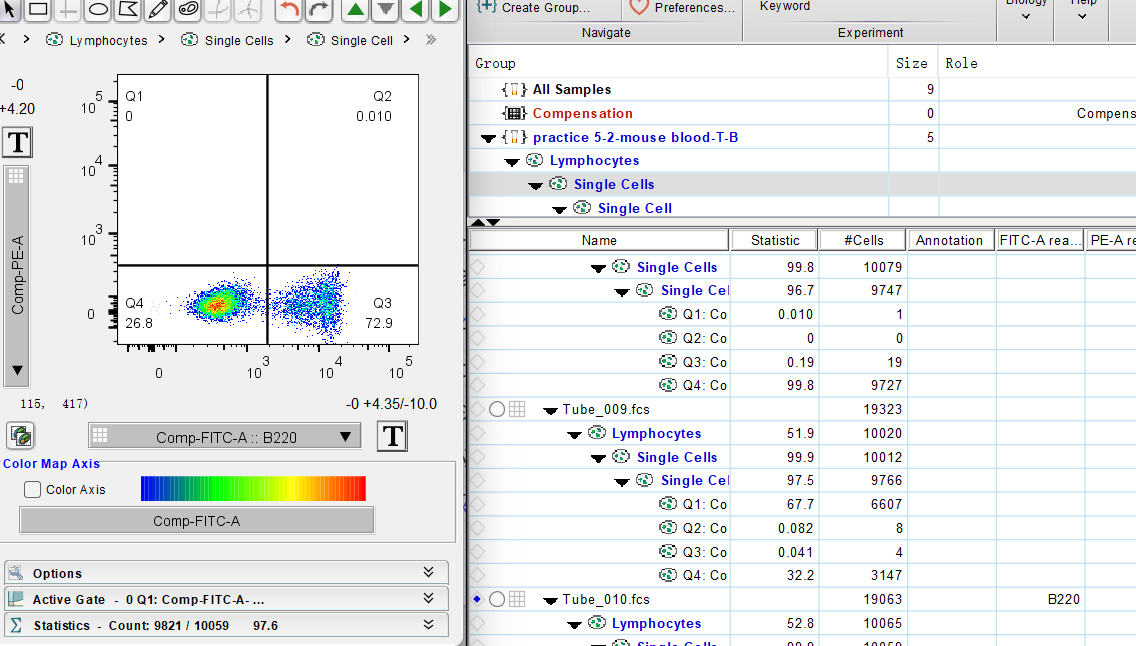 Create Group...
Preferences...
Keyword
Biology
Help
Navigate
Experiment
Lymphocytes > Single Cells > Single Cell >
Group Size Role
{ } All Samples 9
{ } Compensation 0 Compens
{ } practice 5-2-mouse blood-T-B 5
Lymphocytes
Single Cells
Single Cell
-0
+4.20
T
Comp-PE-A
10^5
10^4
10^3
0
Q1
0
Q2
0.010
Q4
26.8
Q3
72.9
0 10^3 10^4 10^5
115, 417)
-0 +4.35/-10.0
Comp-FITC-A :: B220
T
Color Map Axis
Color Axis
Comp-FITC-A
Options
Active Gate - 0 Q1: Comp-FITC-A- ...
Statistics - Count: 9821 / 10059 97.6
Name Statistic #Cells Annotation FITC-A rea... PE-A re
Single Cells 99.8 10079
Single Cel 96.7 9747
Q1: Co 0.010 1
Q2: Co 0 0
Q3: Co 0.19 19
Q4: Co 99.8 9727
Tube_009.fcs 19323
Lymphocytes 51.9 10020
Single Cells 99.9 10012
Single Cel 97.5 9766
Q1: Co 67.7 6607
Q2: Co 0.082 8
Q3: Co 0.041 4
Q4: Co 32.2 3147
Tube_010.fcs 19063 B220
Lymphocytes 52.8 10065